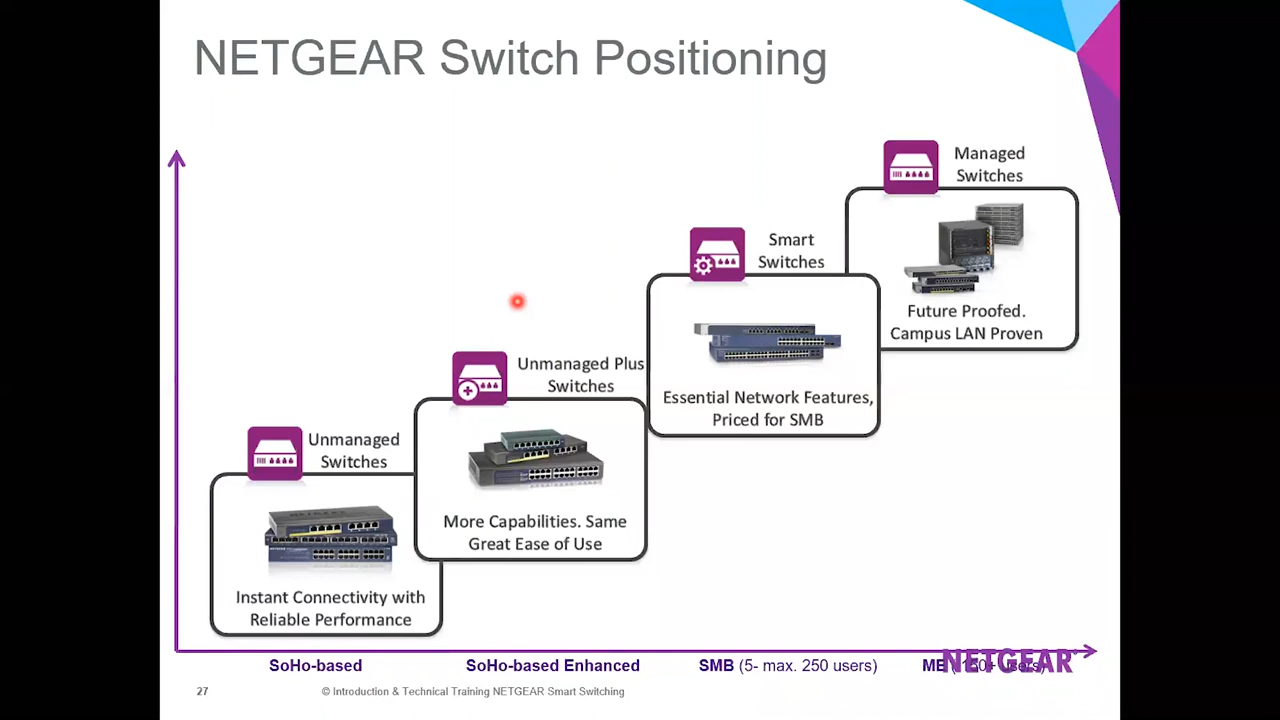 NETGEAR Switch Positioning
Managed
Switches
Future Proofed.
Campus LAN Proven
Smart
Switches
Essential Network Features,
Priced for SMB
Unmanaged Plus
Switches
More Capabilities. Same
Great Ease of Use
Unmanaged
Switches
Instant Connectivity with
Reliable Performance
SoHo-based
SoHo-based Enhanced
SMB (5- max. 250 users)
NETGEAR
27
© Introduction & Technical Training NETGEAR Smart Switching